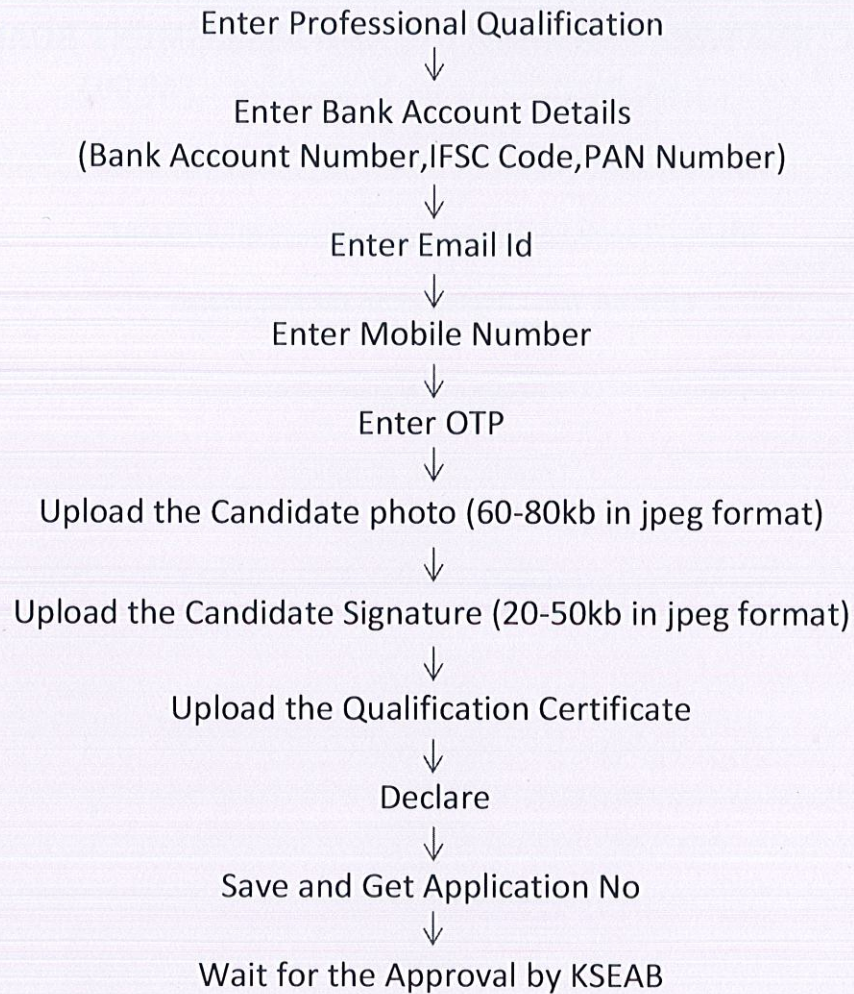 Enter Professional Qualification
↓
Enter Bank Account Details
(Bank Account Number,IFSC Code,PAN Number)
↓
Enter Email Id
↓
Enter Mobile Number
↓
Enter OTP
↓
Upload the Candidate photo (60-80kb in jpeg format)
↓
Upload the Candidate Signature (20-50kb in jpeg format)
↓
Upload the Qualification Certificate
↓
Declare
↓
Save and Get Application No
↓
Wait for the Approval by KSEAB